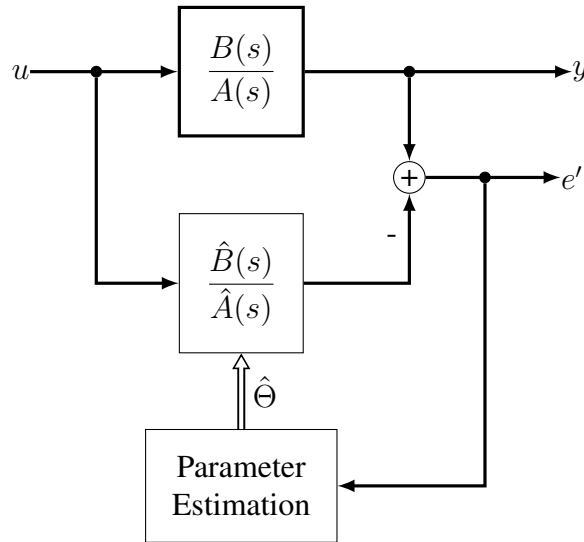 u
B(s)
A(s)
y
+
e′
-
B̂(s)
Â(s)
Θ̂
Parameter
Estimation